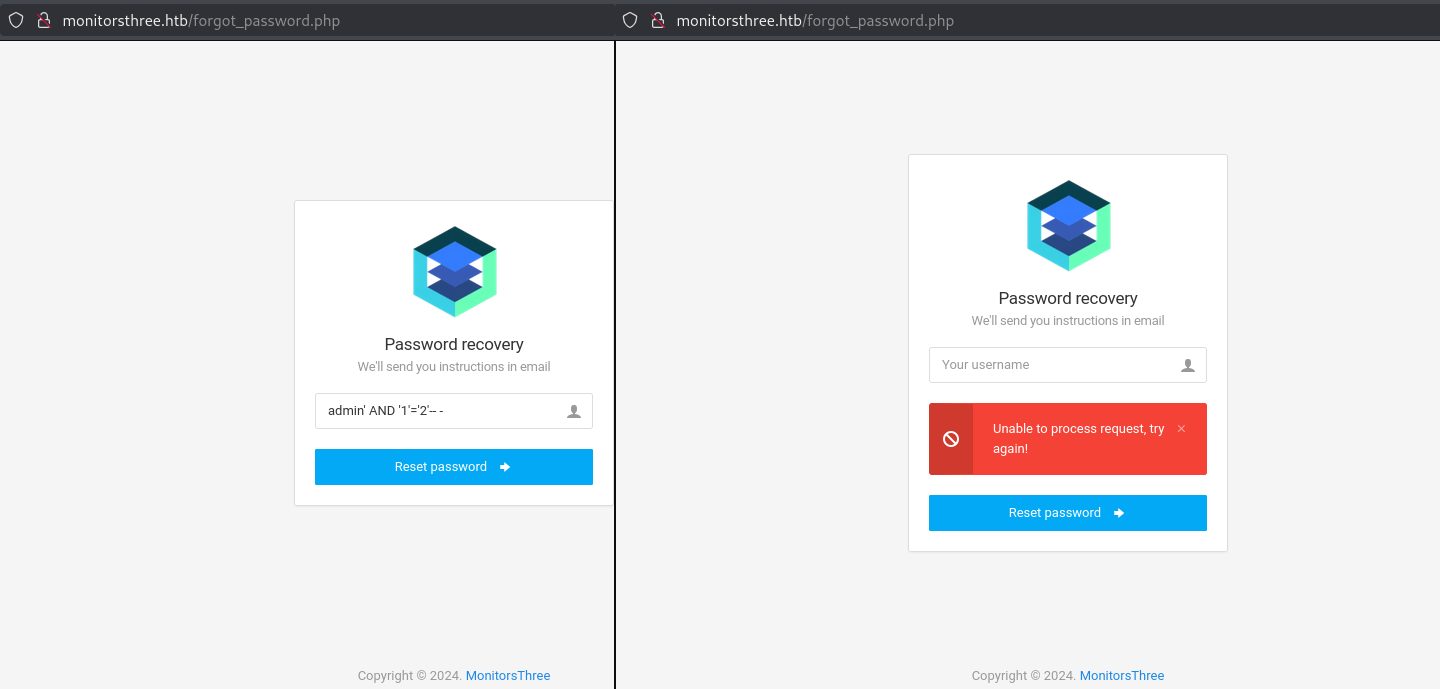 monitorsthree.htb/forgot_password.php
Password recovery
We'll send you instructions in email
admin' AND '1'='2'-- -
Reset password
Copyright © 2024. MonitorsThree
monitorsthree.htb/forgot_password.php
Password recovery
We'll send you instructions in email
Your username
Unable to process request, try
again!
×
Reset password
Copyright © 2024. MonitorsThree